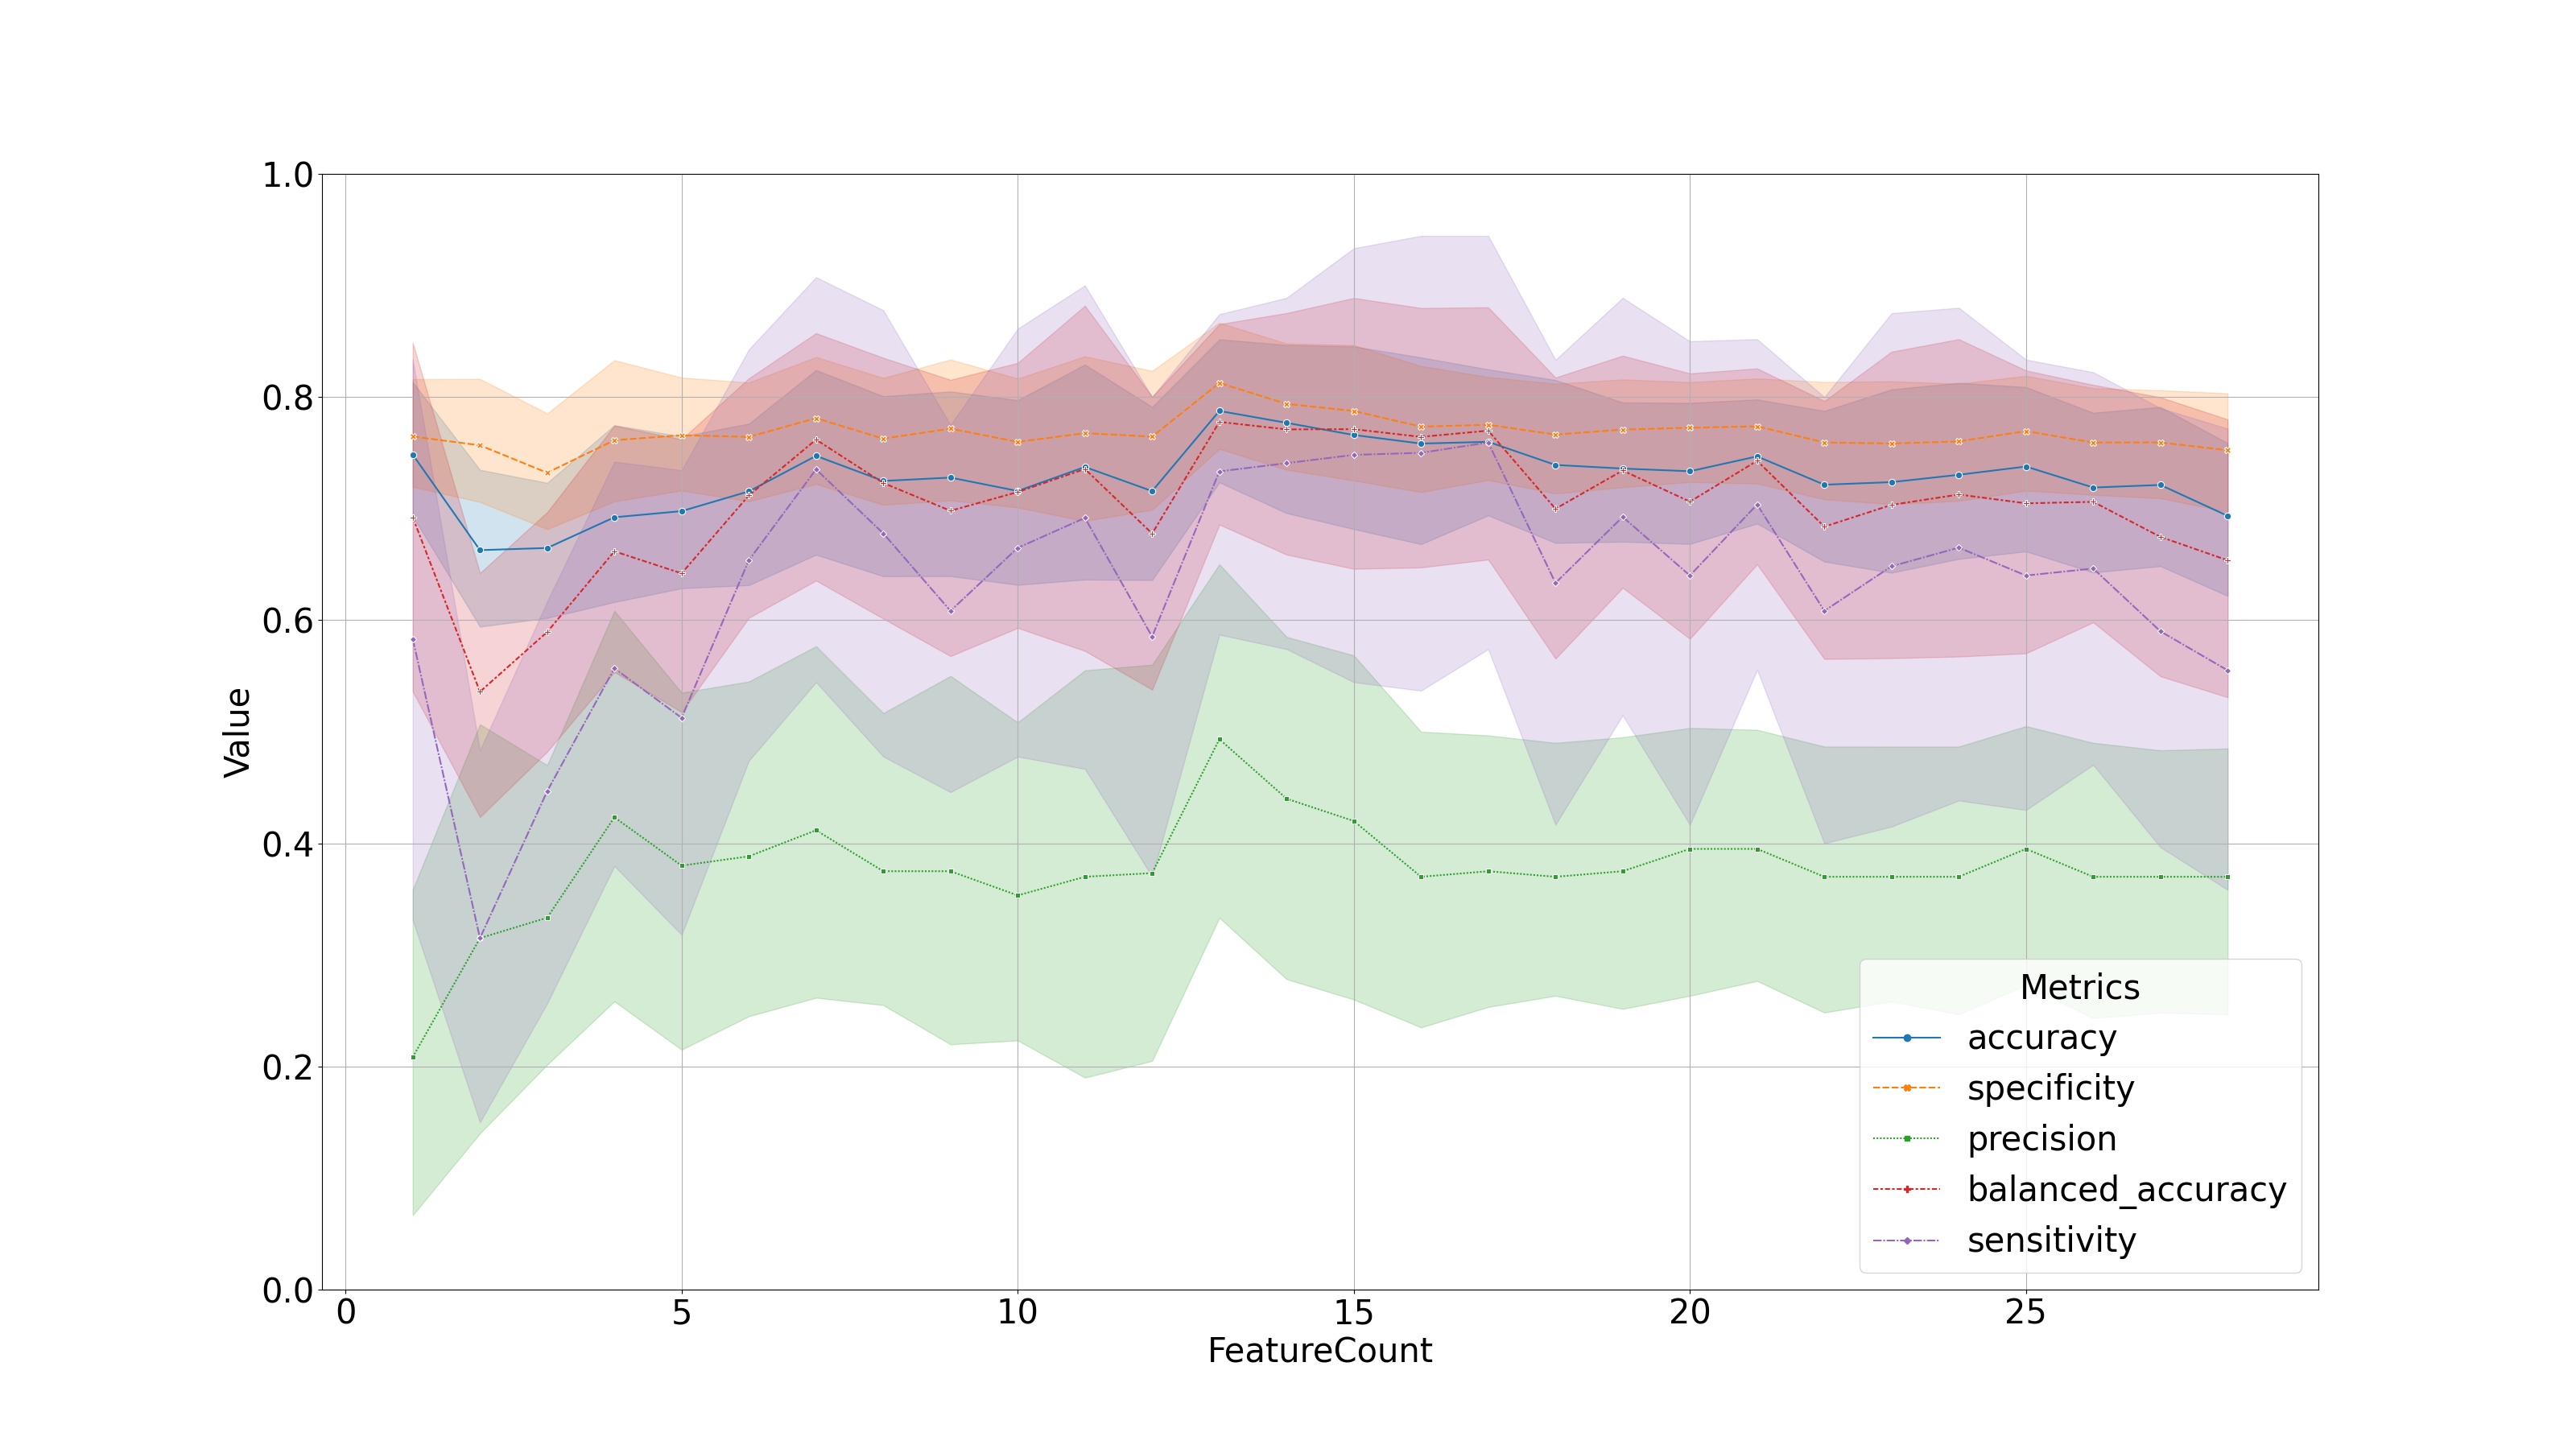 1.0
0.8
0.6
0.4
0.2
0.0
Value
0 5 10 15 20 25
FeatureCount
Metrics
accuracy
specificity
precision
balanced_accuracy
sensitivity